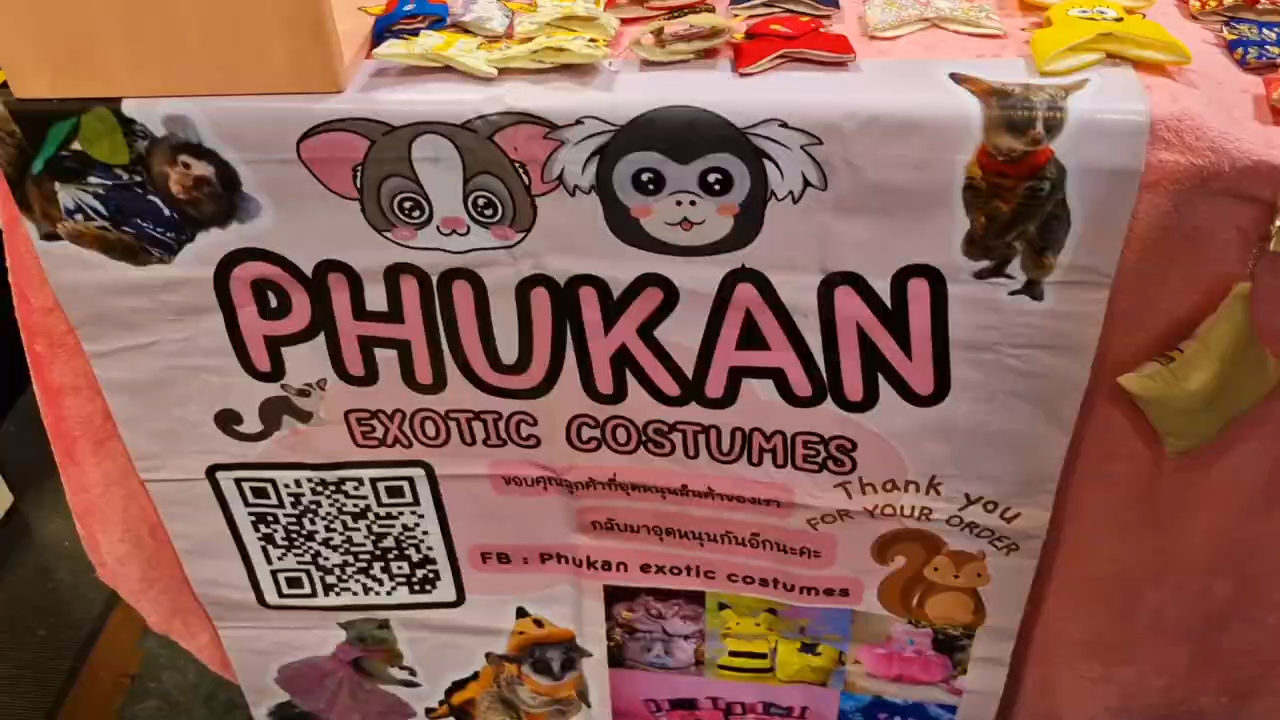 PHUKAN
EXOTIC COSTUMES
ขอบคุณลูกค้าที่อุดหนุนสินค้าของเรา
กลับมาอุดหนุนกันอีกนะคะ
FB : Phukan exotic costumes
Thank you
FOR YOUR ORDER